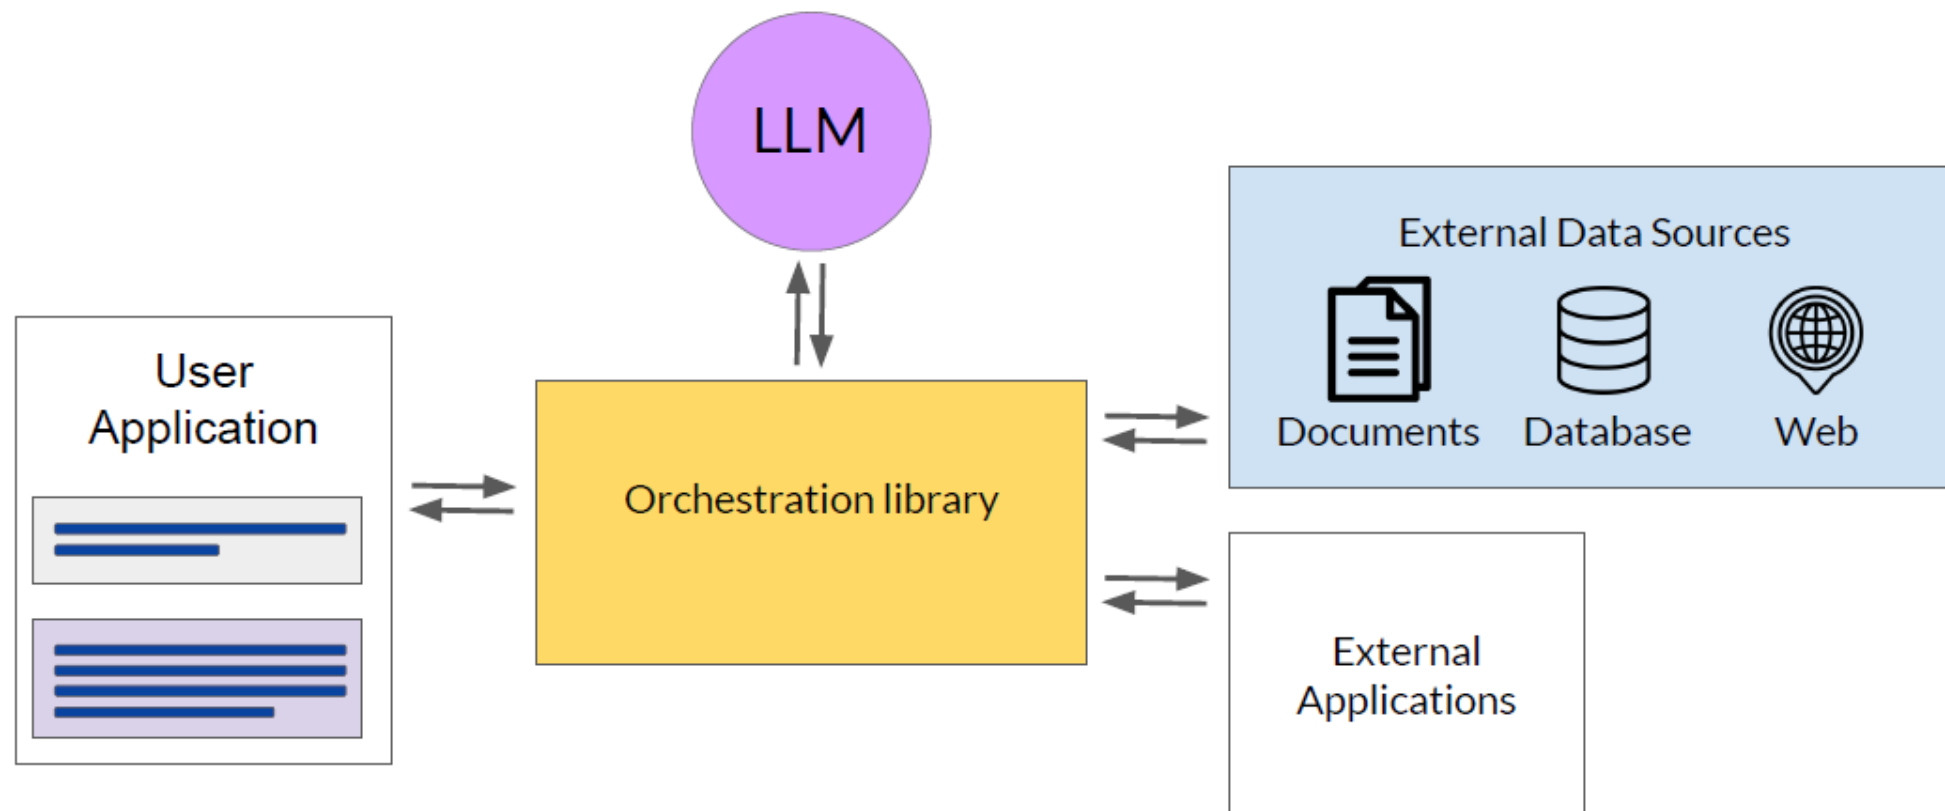 LLM
User
Application
Orchestration library
External Data Sources
Documents
Database
Web
External
Applications